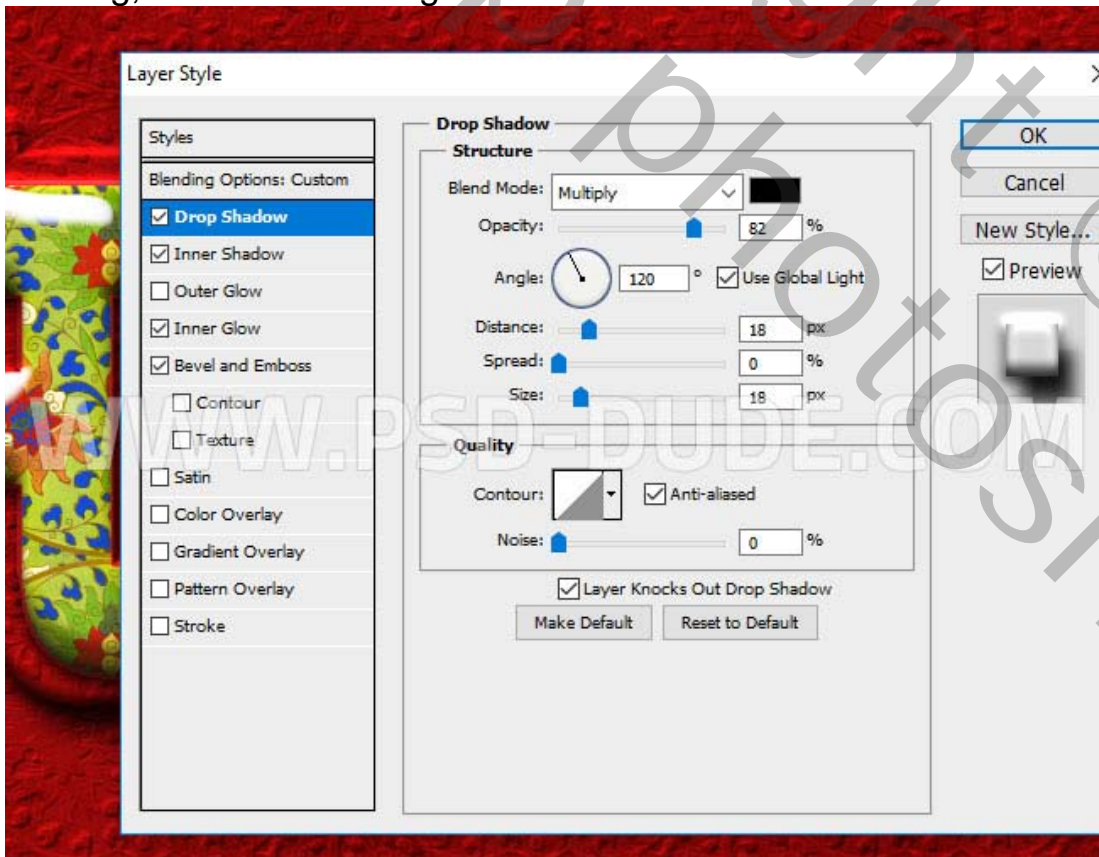 Layer Style
Styles
Blending Options: Custom
Drop Shadow
Inner Shadow
Outer Glow
Inner Glow
Bevel and Emboss
Contour
Texture
Satin
Color Overlay
Gradient Overlay
Pattern Overlay
Stroke
Drop Shadow
Structure
Blend Mode: Multiply
Opacity: 82 %
Angle: 120 ° Use Global Light
Distance: 18 px
Spread: 0 %
Size: 18 px
Quality
Contour: Anti-aliased
Noise: 0 %
Layer Knocks Out Drop Shadow
Make Default Reset to Default
OK
Cancel
New Style...
Preview
WWW.PSD-DUDE.COM